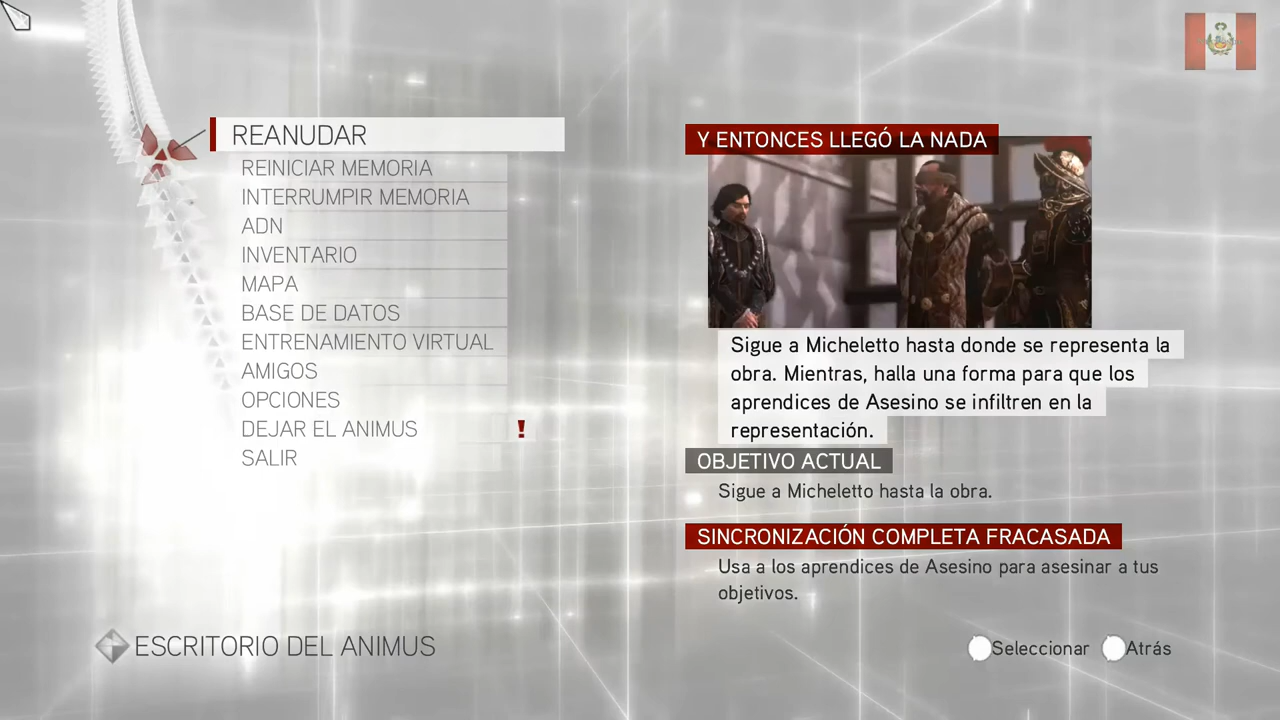 REANUDAR
REINICIAR MEMORIA
INTERRUMPIR MEMORIA
ADN
INVENTARIO
MAPA
BASE DE DATOS
ENTRENAMIENTO VIRTUAL
AMIGOS
OPCIONES
DEJAR EL ANIMUS !
SALIR
ESCRITORIO DEL ANIMUS
Y ENTONCES LLEGÓ LA NADA
Sigue a Micheletto hasta donde se representa la
obra. Mientras, halla una forma para que los
aprendices de Asesino se infiltren en la
representación.
OBJETIVO ACTUAL
Sigue a Micheletto hasta la obra.
SINCRONIZACIÓN COMPLETA FRACASADA
Usa a los aprendices de Asesino para asesinar a tus
objetivos.
Seleccionar Atrás